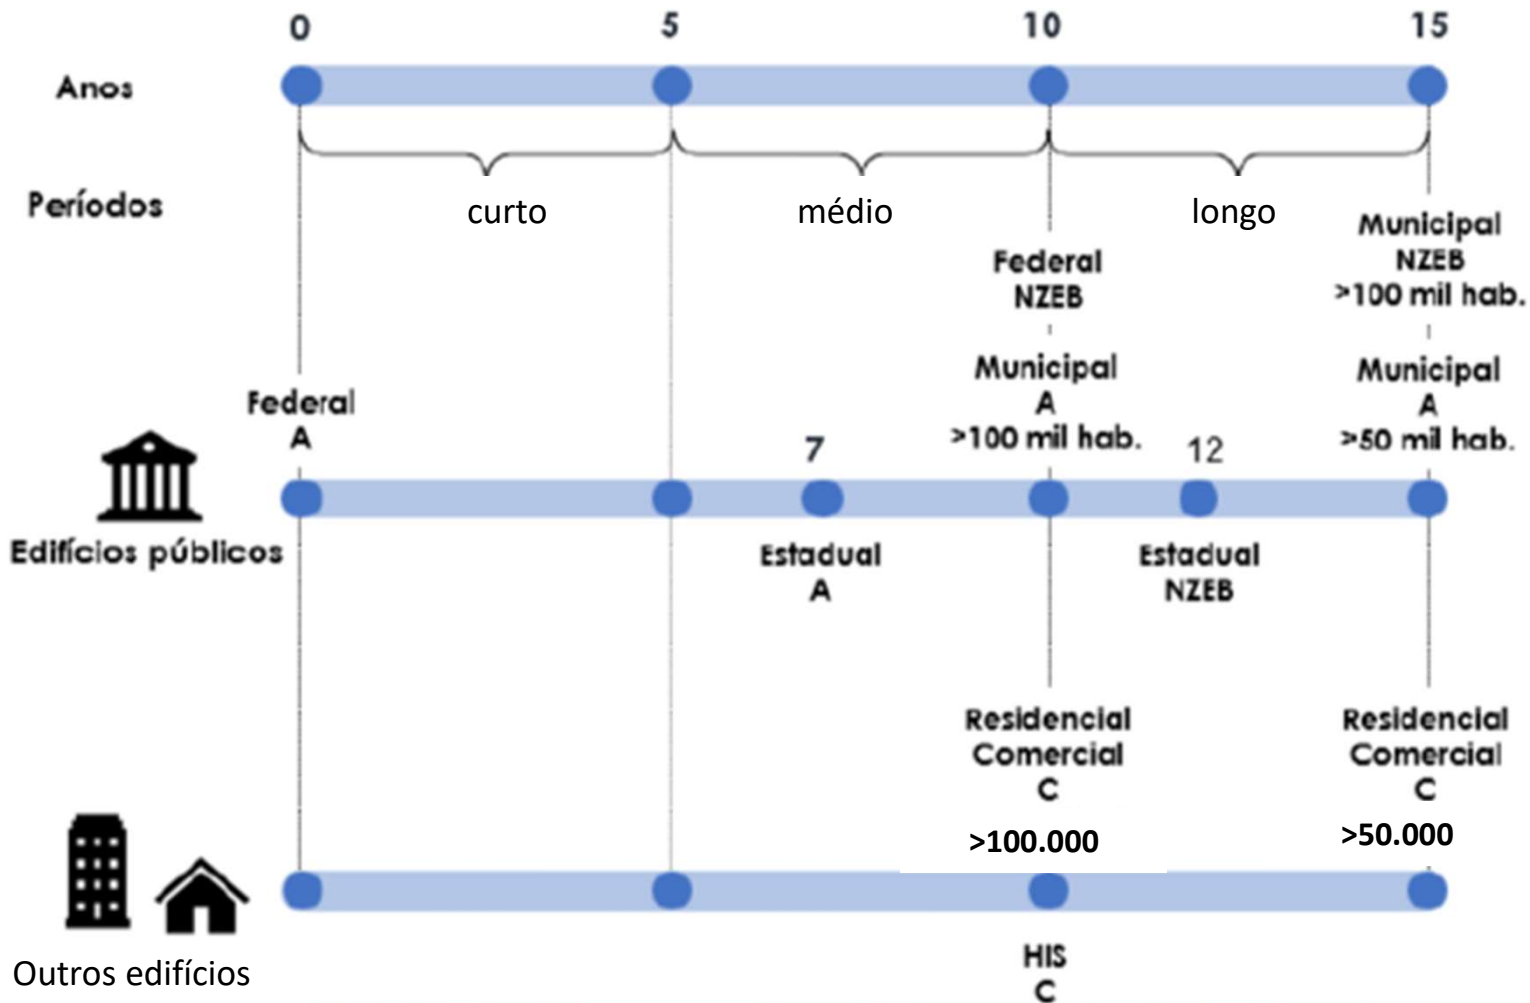 0 5 10 15
Anos
Períodos
curto médio longo
Federal
NZEB
Municipal
NZEB
>100 mil hab.
Federal
A
Municipal
A
>100 mil hab.
Municipal
A
>50 mil hab.
7
12
Edifícios públicos
Estadual
A
Estadual
NZEB
Residencial
Comercial
C
>100.000
Residencial
Comercial
C
>50.000
Outros edifícios
HIS
C